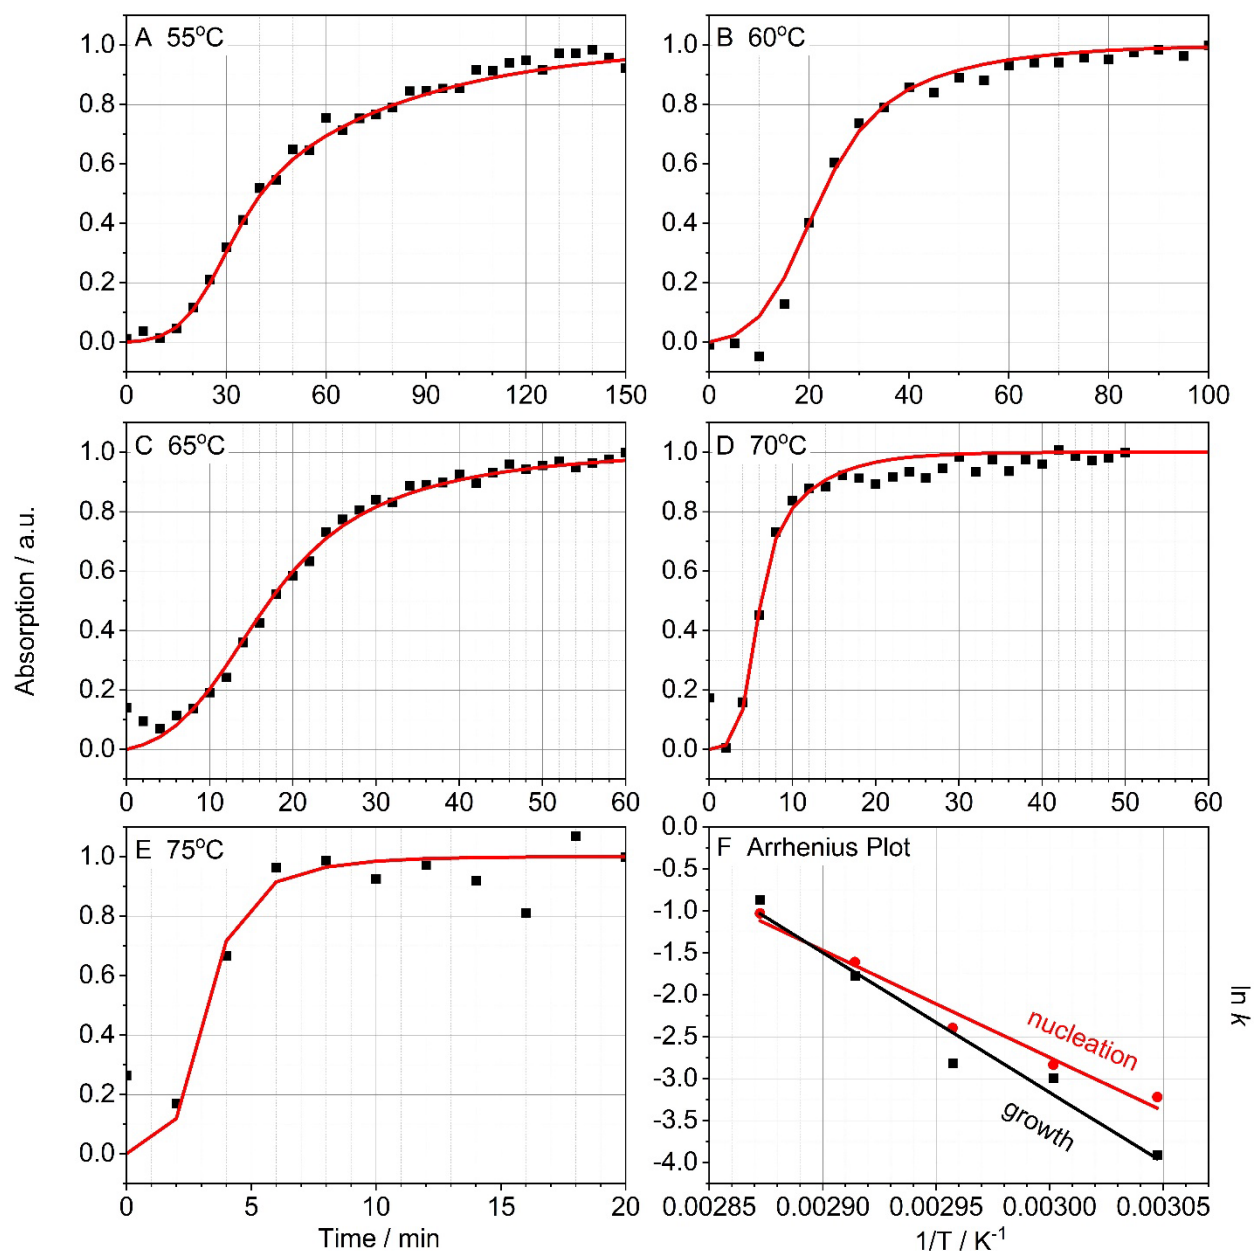 A 55°C
1.0
0.8
0.6
0.4
0.2
0.0
0 30 60 90 120 150
B 60°C
1.0
0.8
0.6
0.4
0.2
0.0
0 20 40 60 80 100
C 65°C
1.0
0.8
0.6
0.4
0.2
0.0
0 10 20 30 40 50 60
D 70°C
1.0
0.8
0.6
0.4
0.2
0.0
0 10 20 30 40 50 60
E 75°C
1.0
0.8
0.6
0.4
0.2
0.0
0 5 10 15 20
Absorption / a.u.
Time / min
F Arrhenius Plot
0.0
-0.5
-1.0
-1.5
-2.0
-2.5
-3.0
-3.5
-4.0
nucleation
growth
0.00285 0.00290 0.00295 0.00300 0.00305
1/T / K⁻¹
ln k